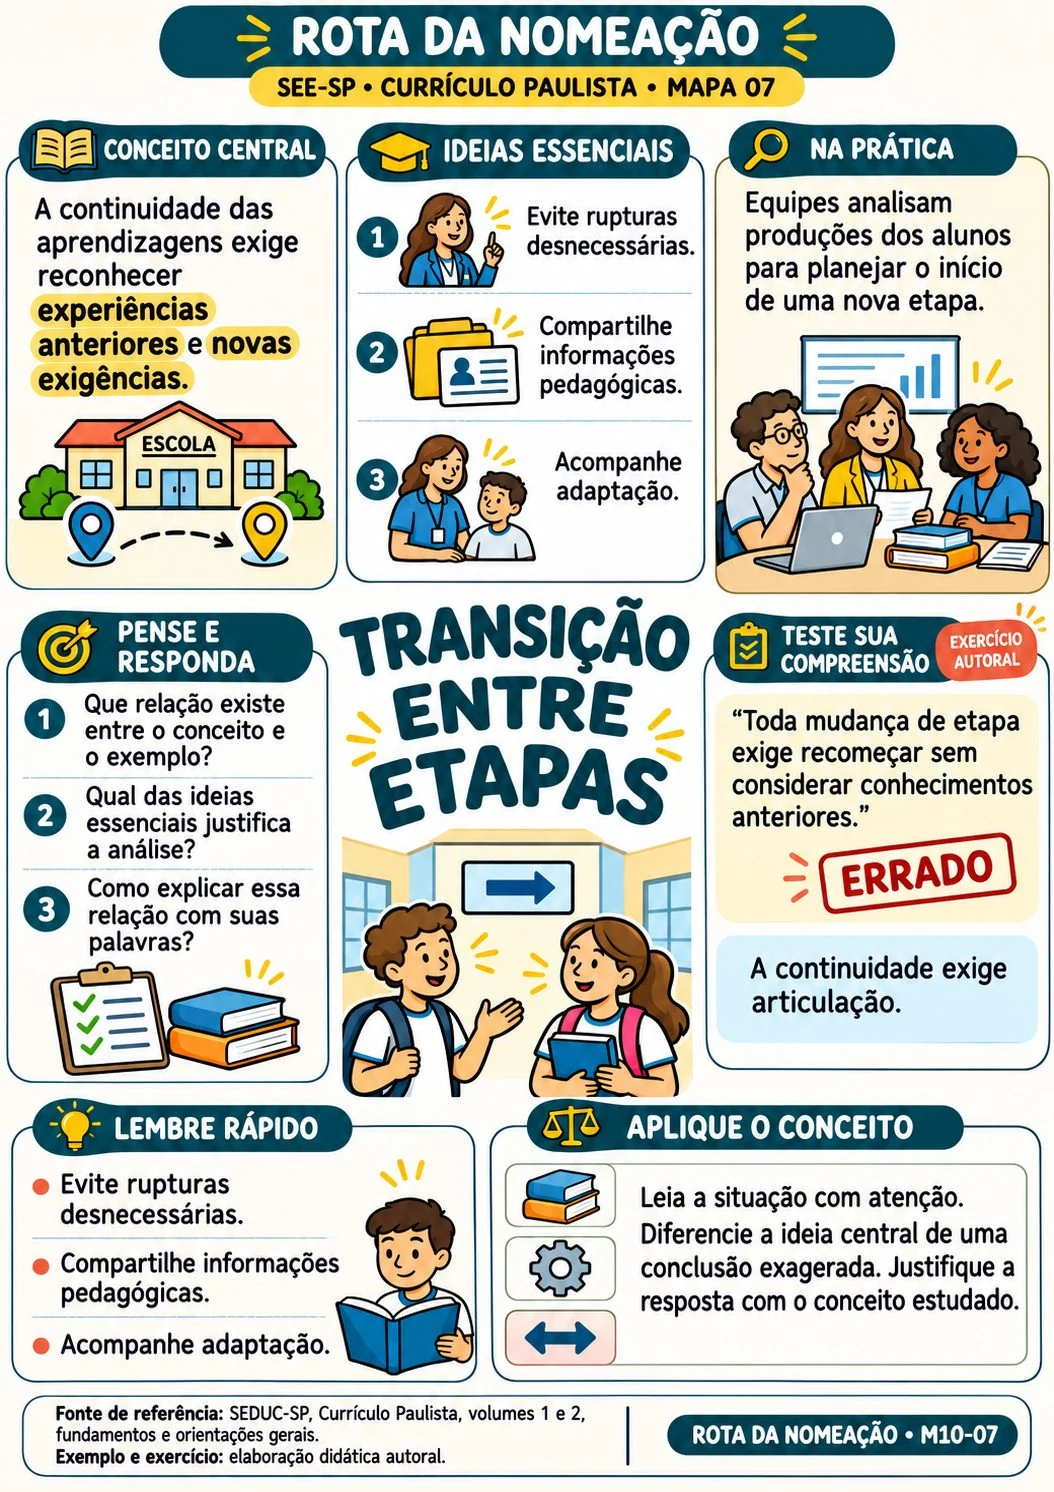 ROTA DA NOMEAÇÃO
SEE-SP • CURRÍCULO PAULISTA • MAPA 07
CONCEITO CENTRAL
A continuidade das
aprendizagens exige
reconhecer
experiências
anteriores e novas
exigências.
ESCOLA
IDEIAS ESSENCIAIS
1
Evite rupturas
desnecessárias.
2
Compartilhe
informações
pedagógicas.
3
Acompanhe
adaptação.
NA PRÁTICA
Equipes analisam
produções dos alunos
para planejar o início
de uma nova etapa.
PENSE E
RESPONDA
1
Que relação existe
entre o conceito e
o exemplo?
2
Qual das ideias
essenciais justifica
a análise?
3
Como explicar essa
relação com suas
palavras?
TRANSIÇÃO
ENTRE
ETAPAS
TESTE SUA
COMPREENSÃO
EXERCÍCIO
AUTORAL
“Toda mudança de etapa
exige recomeçar sem
considerar conhecimentos
anteriores.”
ERRADO
A continuidade exige
articulação.
LEMBRE RÁPIDO
• Evite rupturas
desnecessárias.
• Compartilhe informações
pedagógicas.
• Acompanhe adaptação.
APLIQUE O CONCEITO
Leia a situação com atenção.
Diferencie a ideia central de uma
conclusão exagerada. Justifique a
resposta com o conceito estudado.
Fonte de referência: SEDUC-SP, Currículo Paulista, volumes 1 e 2,
fundamentos e orientações gerais.
Exemplo e exercício: elaboração didática autoral.
ROTA DA NOMEAÇÃO • M10-07